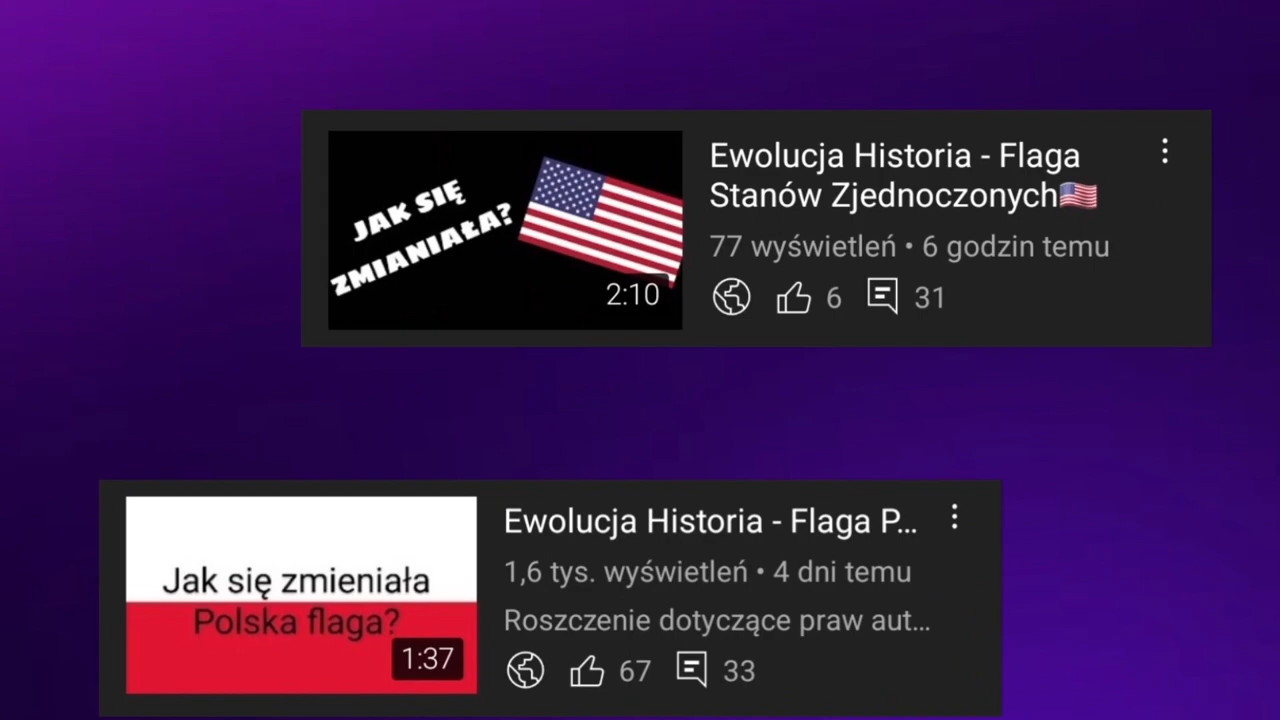 JAK SIĘ
ZMIANIAŁA?
2:10
Ewolucja Historia - Flaga
Stanów Zjednoczonych🇺🇸
77 wyświetleń • 6 godzin temu
6 31
Jak się zmieniała
Polska flaga?
1:37
Ewolucja Historia - Flaga P...
1,6 tys. wyświetleń • 4 dni temu
Roszczenie dotyczące praw aut...
67 33